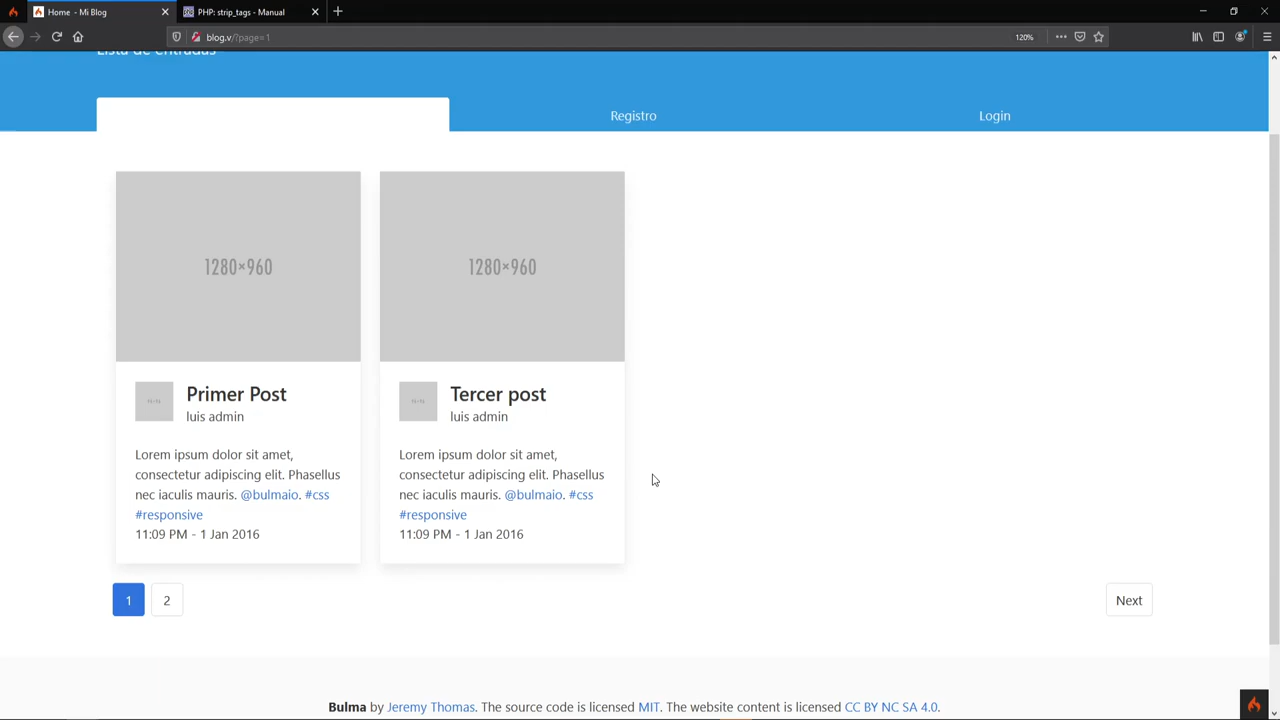 Home - Mi Blog
PHP: strip_tags - Manual
blog.v/?page=1
120%
Lista de entradas
Registro
Login
1280×960
1280×960
Primer Post
luis admin
Lorem ipsum dolor sit amet,
consectetur adipiscing elit. Phasellus
nec iaculis mauris. @bulmaio. #css
#responsive
11:09 PM - 1 Jan 2016
Tercer post
luis admin
Lorem ipsum dolor sit amet,
consectetur adipiscing elit. Phasellus
nec iaculis mauris. @bulmaio. #css
#responsive
11:09 PM - 1 Jan 2016
1
2
Next
Bulma by Jeremy Thomas. The source code is licensed MIT. The website content is licensed CC BY NC SA 4.0.